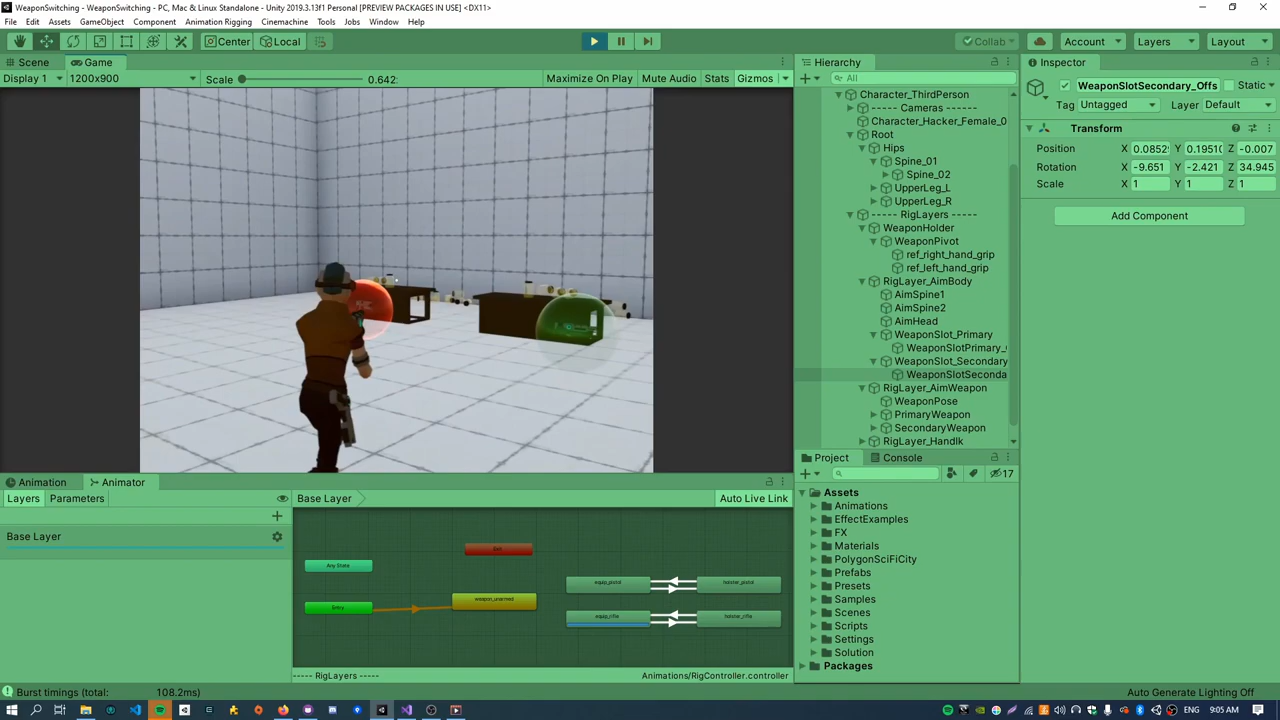 WeaponSwitching - WeaponSwitching - PC, Mac & Linux Standalone - Unity 2019.3.13f1 Personal [PREVIEW PACKAGES IN USE] <DX11>
File Edit Assets GameObject Component Animation Rigging Cinemachine Tools Jobs Window Help
Center Local Collab Account Layers Layout
Scene Game
Display 1 1200x900 Scale 0.642: Maximize On Play Mute Audio Stats Gizmos
Hierarchy
All
Character_ThirdPerson
----- Cameras ------
Character_Hacker_Female_0
Root
Hips
Spine_01
Spine_02
UpperLeg_L
UpperLeg_R
----- RigLayers -----
WeaponHolder
WeaponPivot
ref_right_hand_grip
ref_left_hand_grip
RigLayer_AimBody
AimSpine1
AimSpine2
AimHead
WeaponSlot_Primary
WeaponSlotPrimary_
WeaponSlot_Secondary
WeaponSlotSeconda
RigLayer_AimWeapon
WeaponPose
PrimaryWeapon
SecondaryWeapon
RigLayer_HandIk
Inspector
WeaponSlotSecondary_Offs Static
Tag Untagged Layer Default
Transform
Position X 0.0852 Y 0.1951 Z -0.007
Rotation X -9.651 Y -2.421 Z 34.945
Scale X 1 Y 1 Z 1
Add Component
Project Console
17
Assets
Animations
EffectExamples
FX
Materials
PolygonSciFiCity
Prefabs
Presets
Samples
Scenes
Scripts
Settings
Solution
Packages
Animation Animator
Layers Parameters Base Layer Auto Live Link
Base Layer
Exit
Any State
Entry
weapon_unarmed
equip_pistol
holster_pistol
equip_rifle
holster_rifle
----- RigLayers ----- Animations/RigController.controller
Burst timings (total: 108.2ms) Auto Generate Lighting Off
ENG 9:05 AM